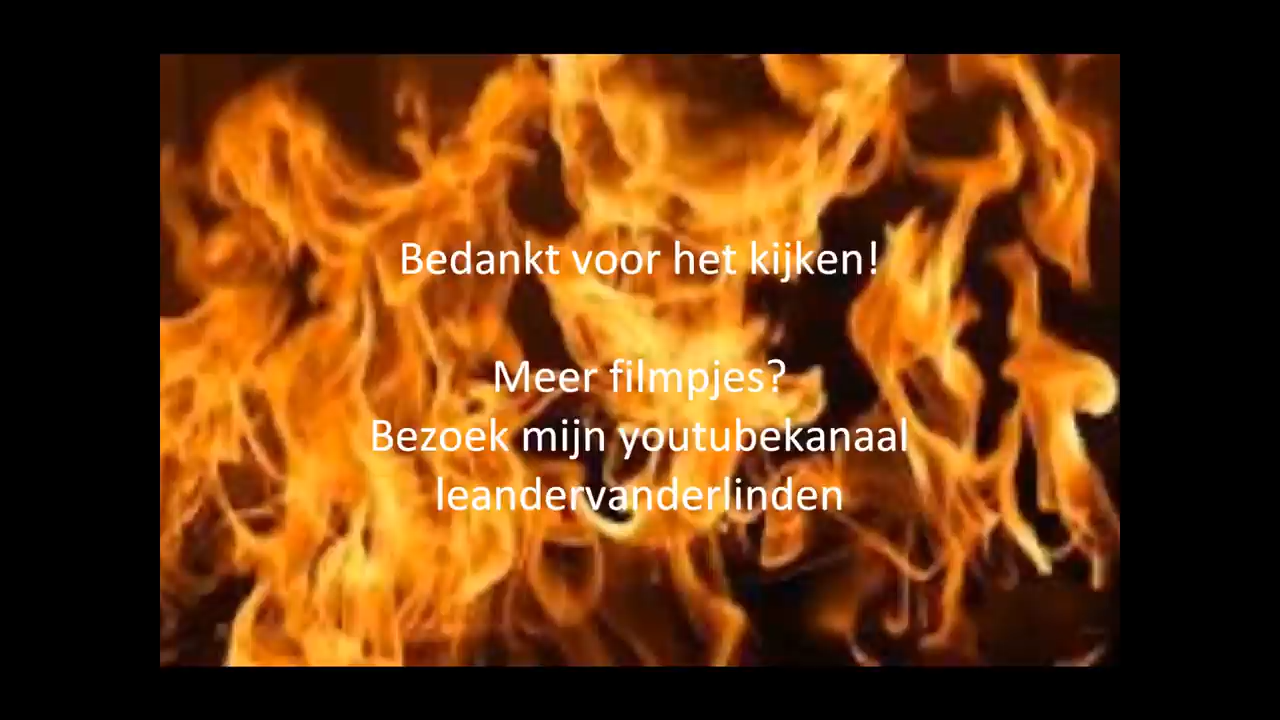 Bedankt voor het kijken!
Meer filmpjes?
Bezoek mijn youtubekanaal
leandervanderlinden